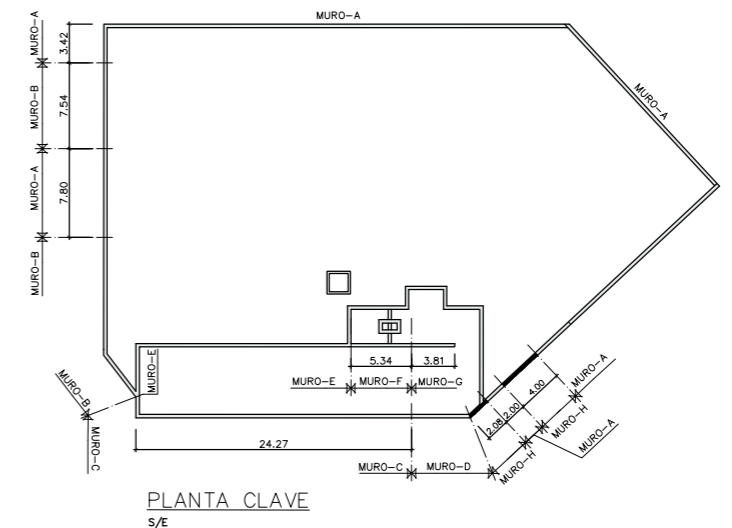 MURO-A
MURO-A
3.42
MURO-B
7.54
MURO-A
7.80
MURO-B
MURO-A
MURO-E
MURO-B
MURO-C
5.34
3.81
MURO-E
MURO-F
MURO-G
24.27
MURO-C
MURO-D
2.08
2.00
4.00
MURO-A
MURO-H
MURO-A
MURO-H
PLANTA CLAVE
S/E